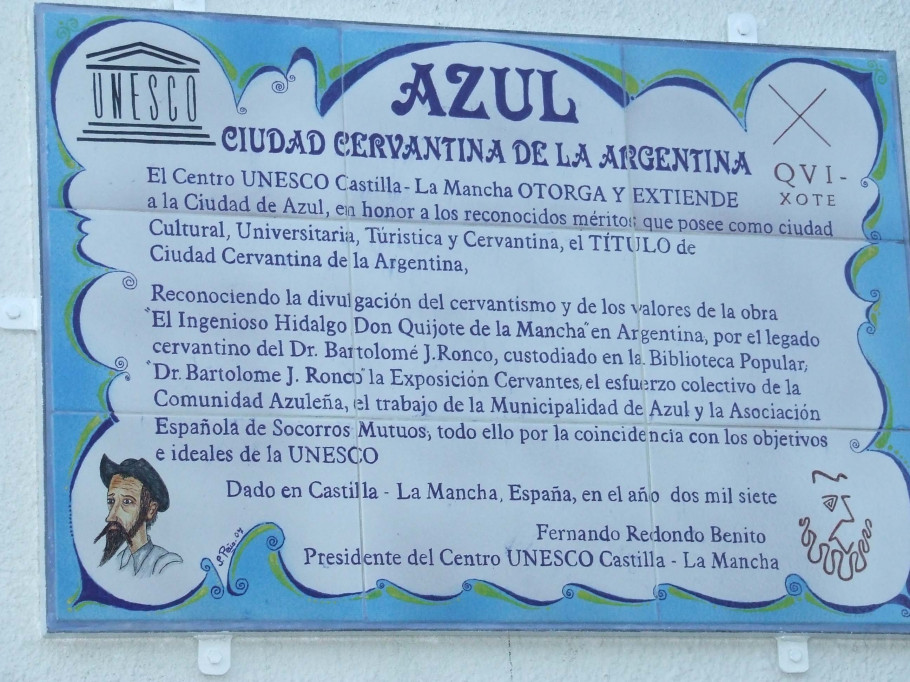 UNESCO
AZUL
CIUDAD CERVANTINA DE LA ARGENTINA
QVI-
XOTE
El Centro UNESCO Castilla - La Mancha OTORGA Y EXTIENDE
a la Ciudad de Azul, en honor a los reconocidos méritos que posee como ciudad
Cultural, Universitaria, Túristica y Cervantina, el TÍTULO de
Ciudad Cervantina de la Argentina,
Reconociendo la divulgación del cervantismo y de los valores de la obra
"El Ingenioso Hidalgo Don Quijote de la Mancha" en Argentina, por el legado
cervantino del Dr. Bartolomé J. Ronco, custodiado en la Biblioteca Popular,
"Dr. Bartolome J. Ronco" la Exposición Cervantes, el esfuerzo colectivo de la
Comunidad Azuleña, el trabajo de la Municipalidad de Azul y la Asociación
Española de Socorros Mutuos, todo ello por la coincidencia con los objetivos
e ideales de la UNESCO
Dado en Castilla - La Mancha, España, en el año dos mil siete
Fernando Redondo Benito
Presidente del Centro UNESCO Castilla - La Mancha